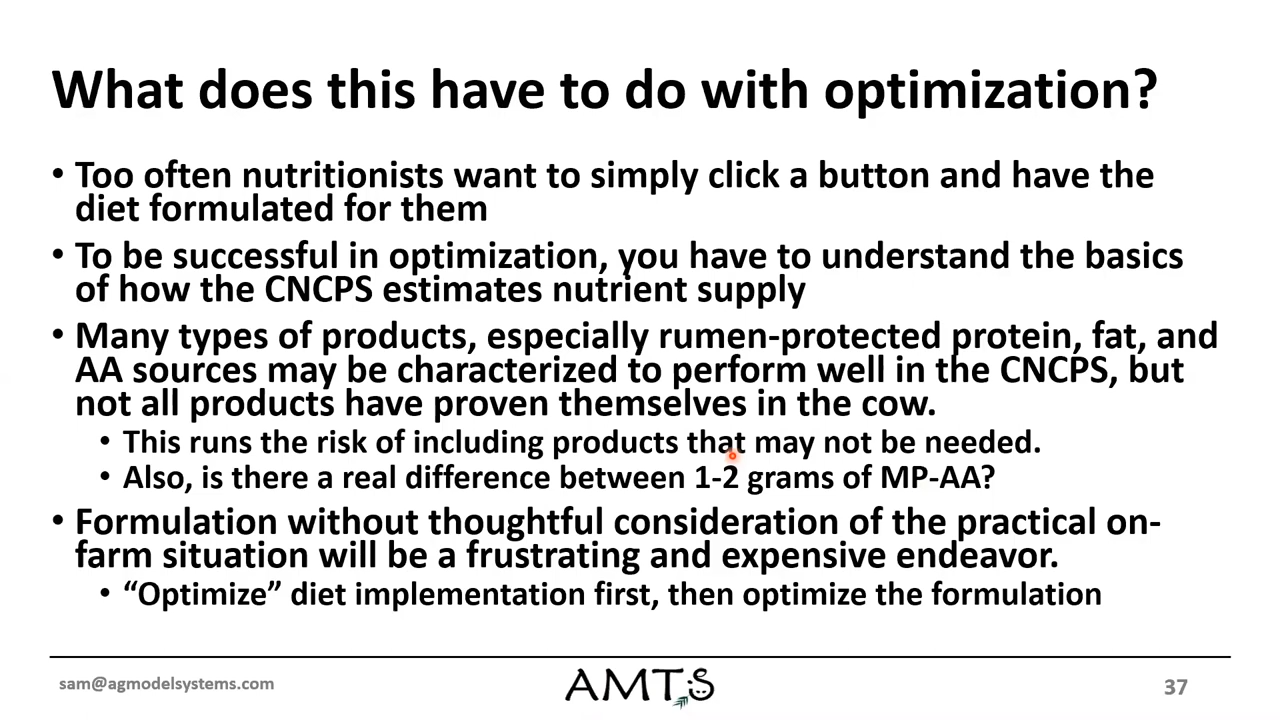 What does this have to do with optimization?
• Too often nutritionists want to simply click a button and have the
diet formulated for them
• To be successful in optimization, you have to understand the basics
of how the CNCPS estimates nutrient supply
• Many types of products, especially rumen-protected protein, fat, and
AA sources may be characterized to perform well in the CNCPS, but
not all products have proven themselves in the cow.
• This runs the risk of including products that may not be needed.
• Also, is there a real difference between 1-2 grams of MP-AA?
• Formulation without thoughtful consideration of the practical on-
farm situation will be a frustrating and expensive endeavor.
• “Optimize” diet implementation first, then optimize the formulation
sam@agmodelsystems.com
AMTS
37